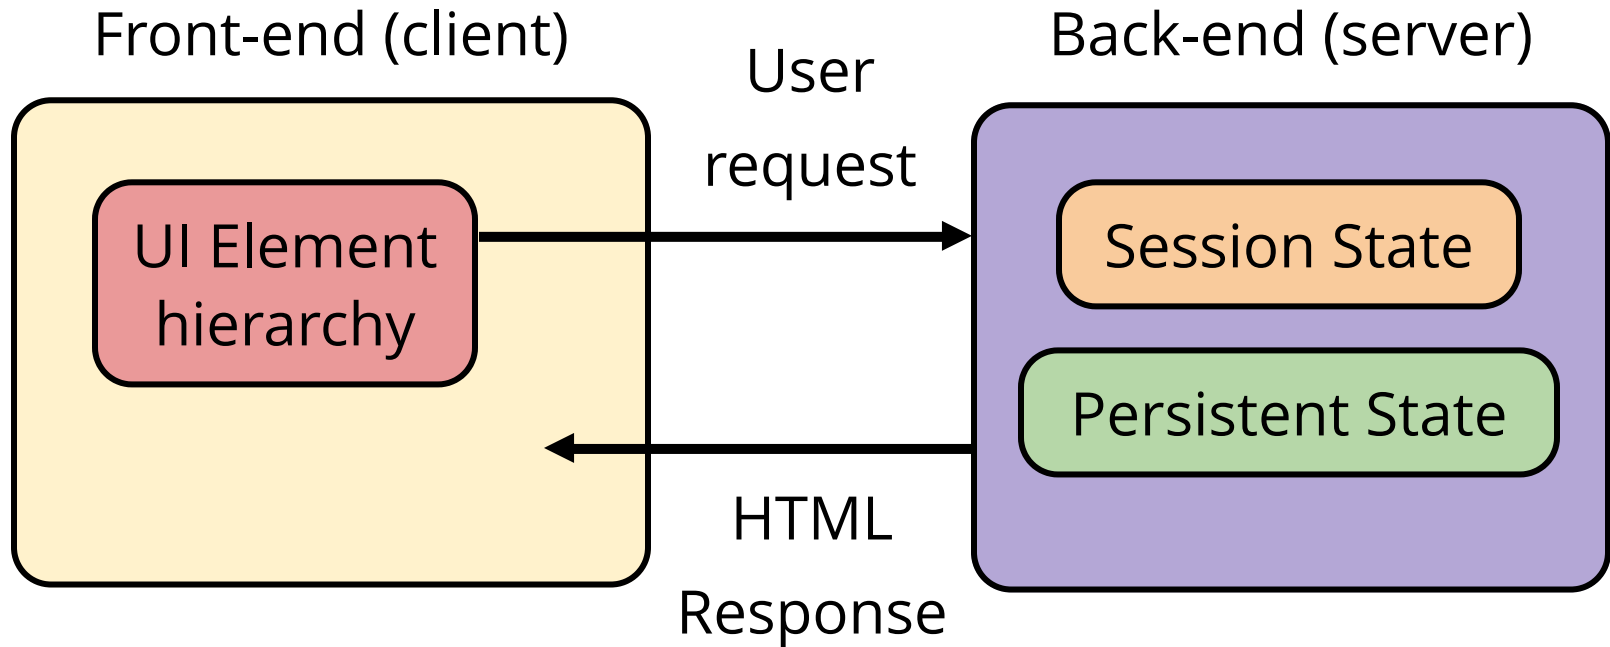 Front-end (client)
Back-end (server)
User
request
UI Element
hierarchy
Session State
Persistent State
HTML
Response